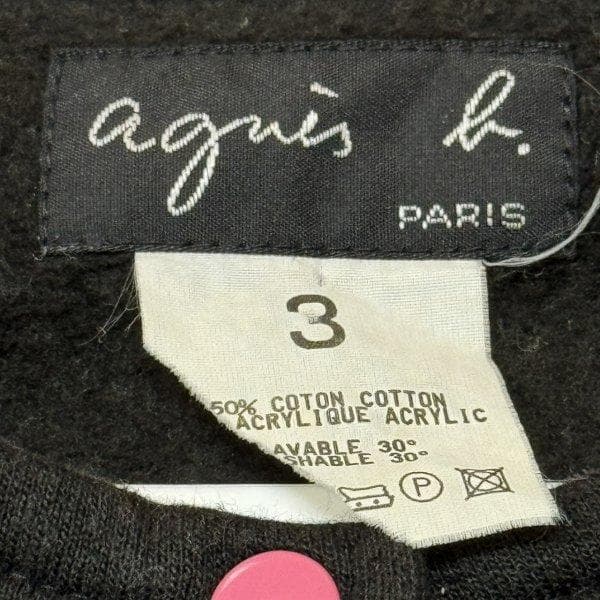 agnès b.
PARIS
3
50% COTON COTTON
ACRYLIQUE ACRYLIC
AVABLE 30°
SHABLE 30°
P